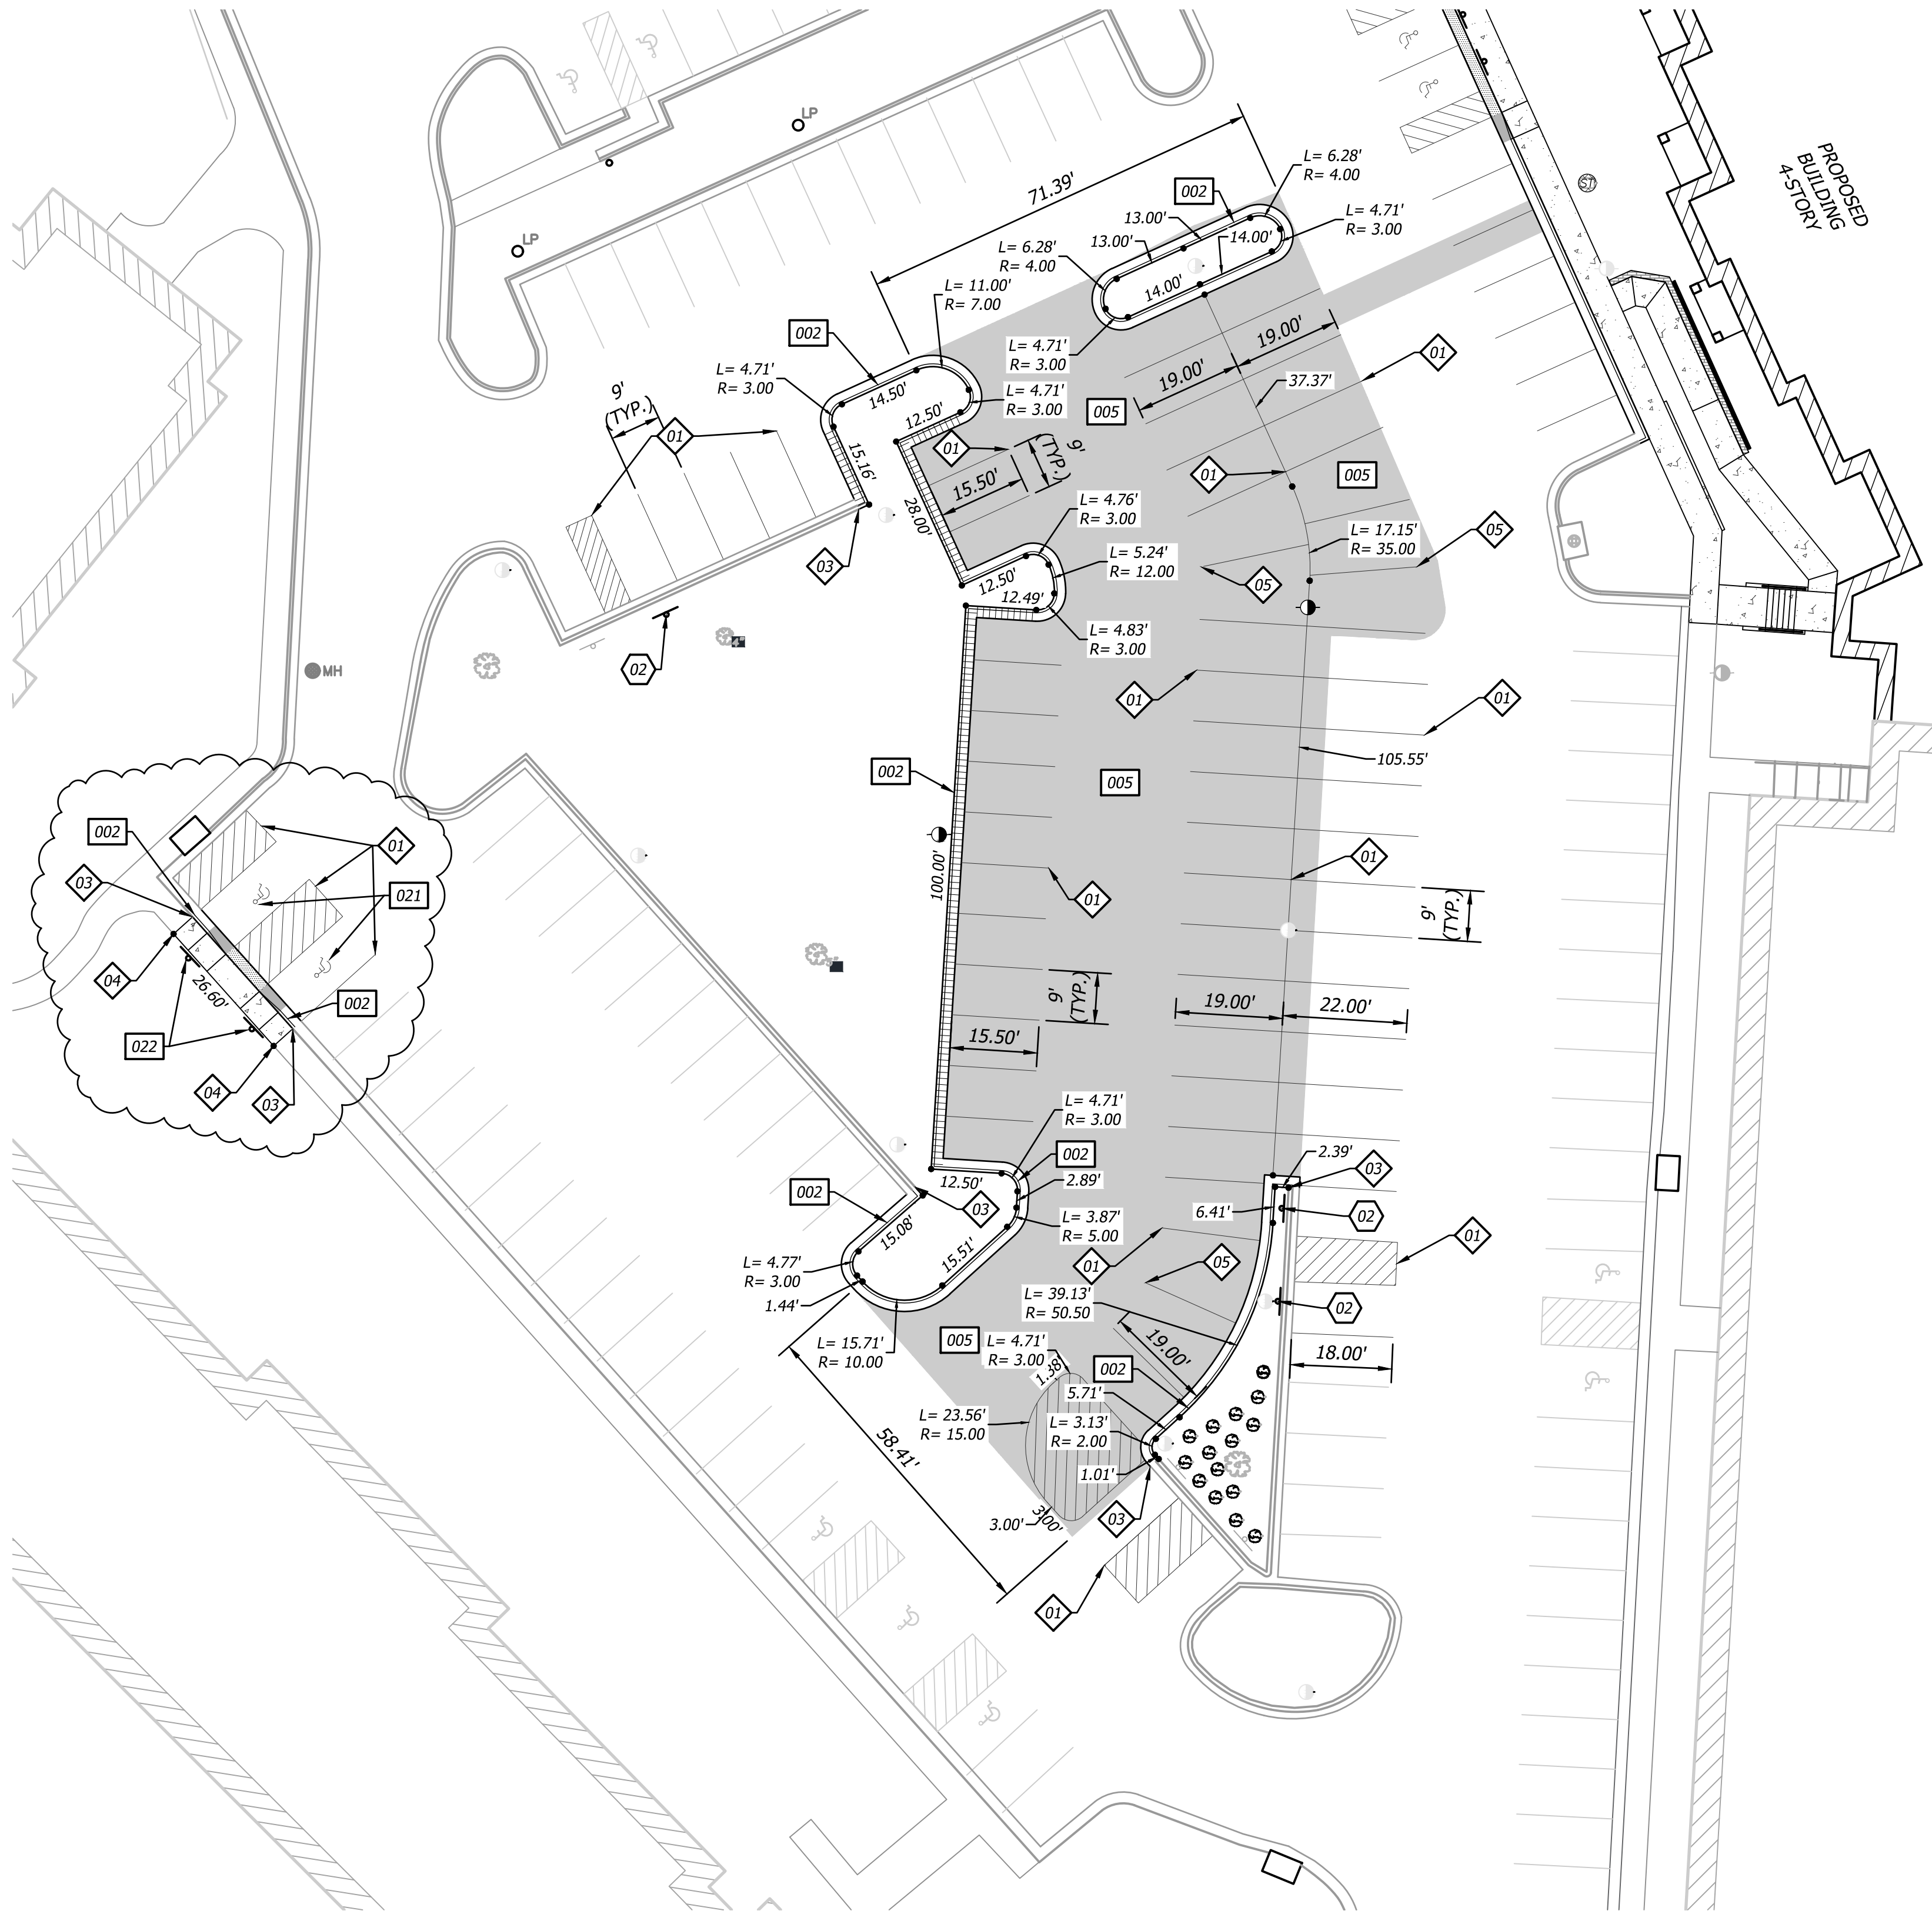 LP
PROPOSED
BUILDING
4-STORY
ST
LP
71.39'
002
L= 6.28'
R= 4.00
13.00'
13.00'
14.00'
L= 4.71'
R= 3.00
L= 6.28'
R= 4.00
14.00'
L= 11.00'
R= 7.00
002
L= 4.71'
R= 3.00
19.00'
19.00'
01
L= 4.71'
R= 3.00
14.50'
L= 4.71'
R= 3.00
37.37'
9'
(TYP.)
12.50'
005
01
01
9'
(TYP.)
15.16'
15.50'
01
005
28.00'
L= 4.76'
R= 3.00
L= 17.15'
R= 35.00
05
03
L= 5.24'
R= 12.00
12.50'
05
12.49'
L= 4.83'
R= 3.00
02
MH
01
01
105.55'
002
005
002
01
01
100.00'
03
021
01
9'
(TYP.)
04
26.60'
9'
(TYP.)
002
19.00'
22.00'
022
15.50'
04
03
L= 4.71'
R= 3.00
002
2.39'
03
12.50'
2.89'
002
03
6.41'
02
15.08'
L= 3.87'
R= 5.00
01
15.51'
01
05
L= 4.77'
R= 3.00
1.44'
L= 39.13'
R= 50.50
02
L= 15.71'
R= 10.00
005
L= 4.71'
R= 3.00
1.38'
19.00'
18.00'
002
5.71'
L= 23.56'
R= 15.00
L= 3.13'
R= 2.00
58.41'
1.01'
3.00'
3.00'
03
01